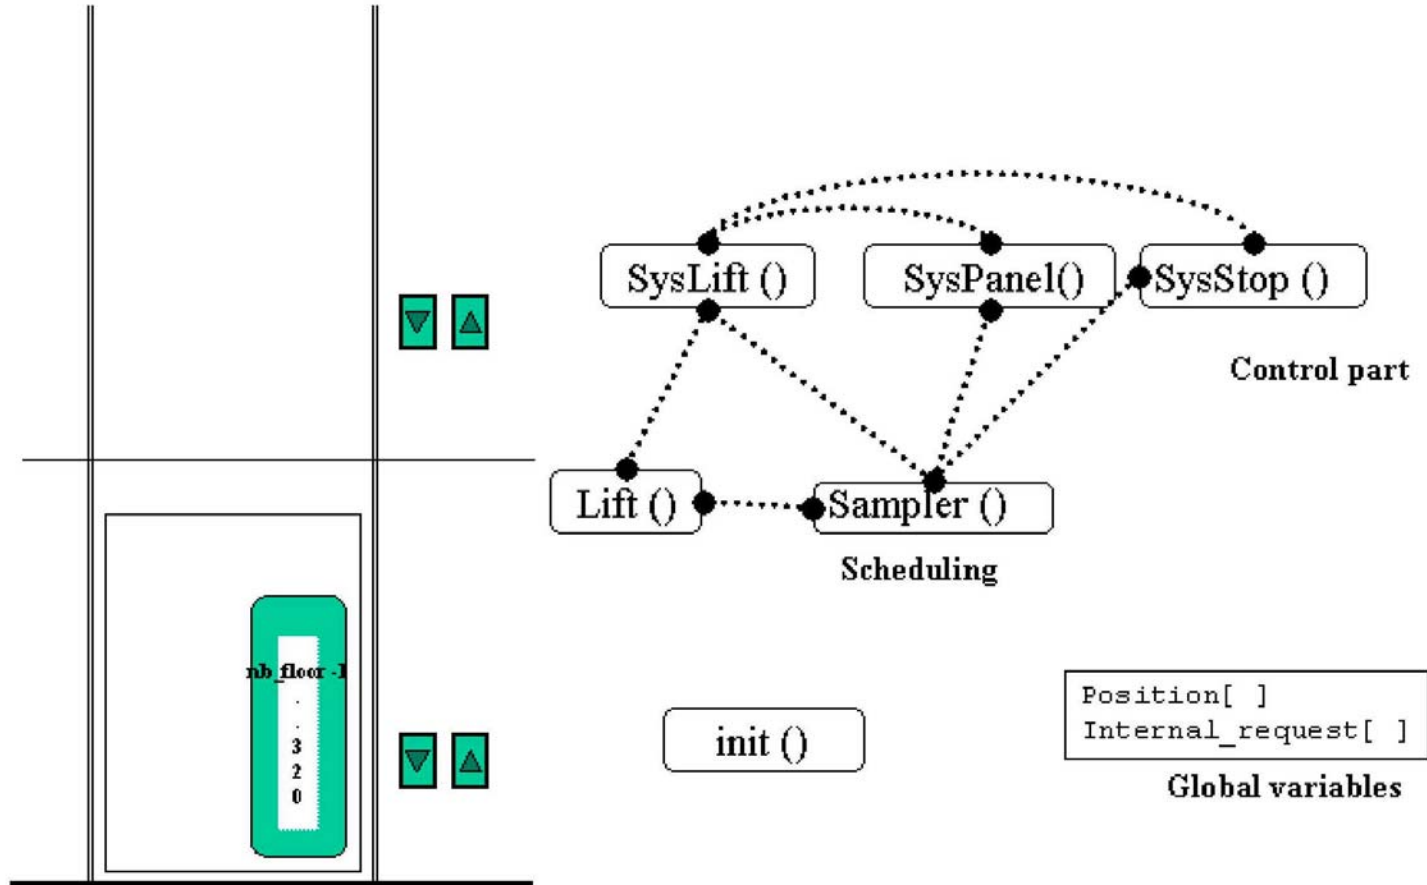 SysLift ()
SysPanel()
SysStop ()
Control part
Lift ()
Sampler ()
Scheduling
nb_floor -1
.
.
3
2
0
init ()
Position[ ]
Internal_request[ ]
Global variables